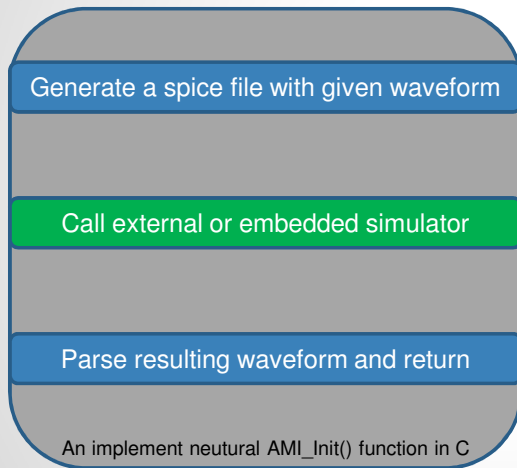 Generate a spice file with given waveform
Call external or embedded simulator
Parse resulting waveform and return
An implement neutural AMI_Init() function in C